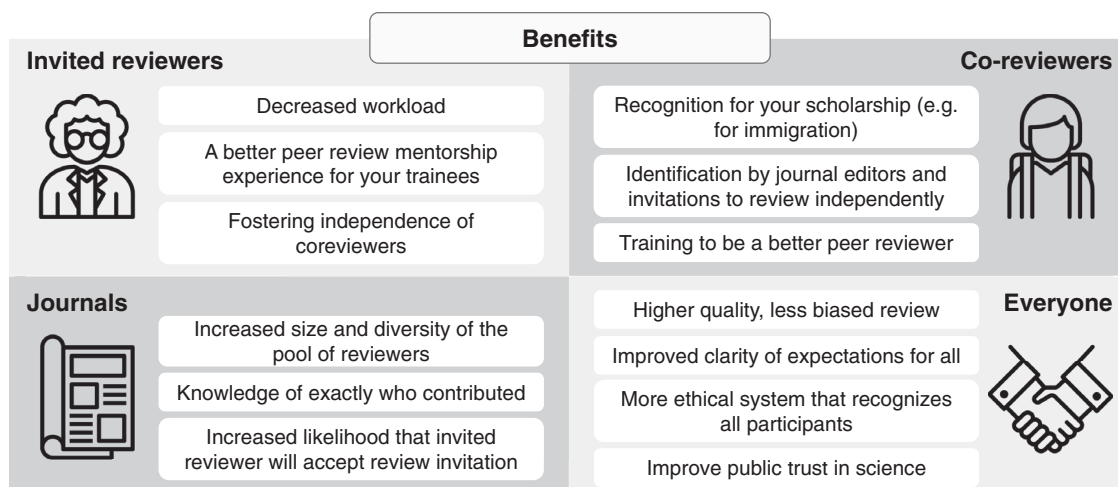 Benefits
Invited reviewers
Decreased workload
A better peer review mentorship
experience for your trainees
Fostering independence of
coreviewers
Co-reviewers
Recognition for your scholarship (e.g.
for immigration)
Identification by journal editors and
invitations to review independently
Training to be a better peer reviewer
Journals
Increased size and diversity of the
pool of reviewers
Knowledge of exactly who contributed
Increased likelihood that invited
reviewer will accept review invitation
Everyone
Higher quality, less biased review
Improved clarity of expectations for all
More ethical system that recognizes
all participants
Improve public trust in science